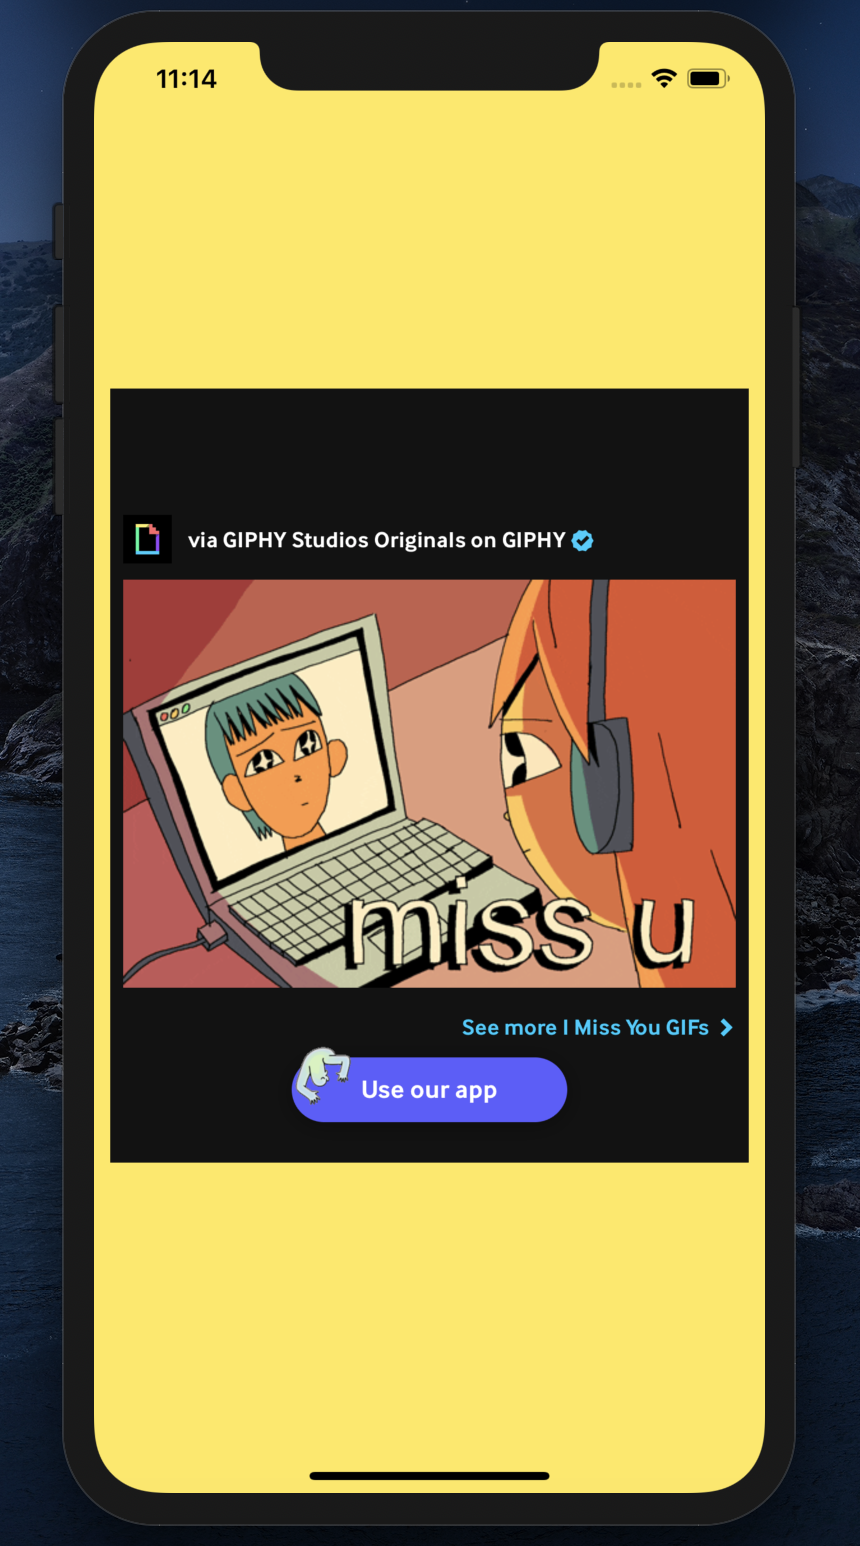 11:14
via GIPHY Studios Originals on GIPHY
miss u
See more I Miss You GIFs
Use our app